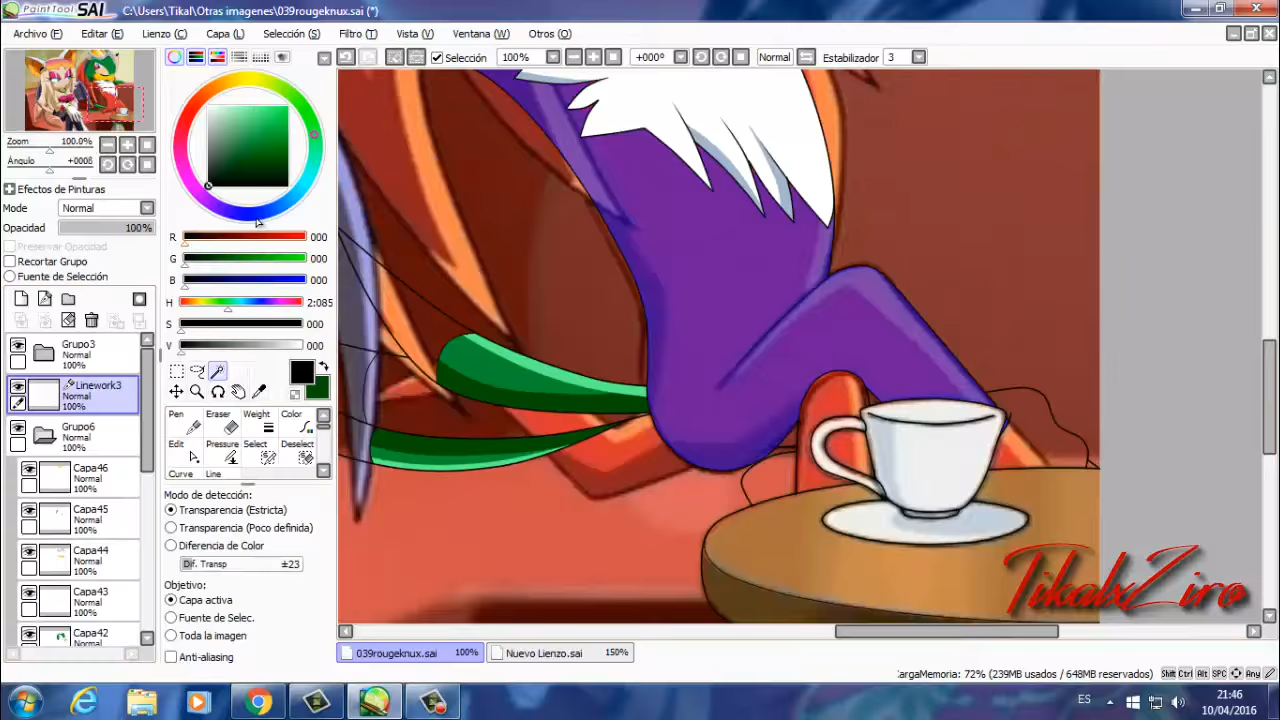 PaintTool SAI C:\Users\Tikal\Otras imagenes\039rougeknux.sai (*)
Archivo (F) Editar (E) Lienzo (C) Capa (L) Selección (S) Filtro (T) Vista (V) Ventana (W) Otros (O)
Selección 100% +000º Normal Estabilizador 3
Zoom 100.0%
Ángulo +000ß
Efectos de Pinturas
Modo Normal
Opacidad 100%
Preservar Opacidad
Recortar Grupo
Fuente de Selección
Grupo3
Normal
100%
Linework3
Normal
100%
Grupo6
Normal
100%
Capa46
Normal
100%
Capa45
Normal
100%
Capa44
Normal
100%
Capa43
Normal
100%
Capa42
Normal
R 000
G 000
B 000
H 2:085
S 000
V 000
Pen Eraser Weight Color
Edit Pressure Select Deselect
Curve Line
Modo de detección:
Transparencia (Estricta)
Transparencia (Poco definida)
Diferencia de Color
Dif. Transp ±23
Objetivo:
Capa activa
Fuente de Selec.
Toda la imagen
Anti-aliasing
TikalxZiro
039rougeknux.sai 100% Nuevo Lienzo.sai 150%
argaMemoria: 72% (239MB usados / 648MB reservados) Shift Ctrl Alt SPC Any
ES 21:46
10/04/2016